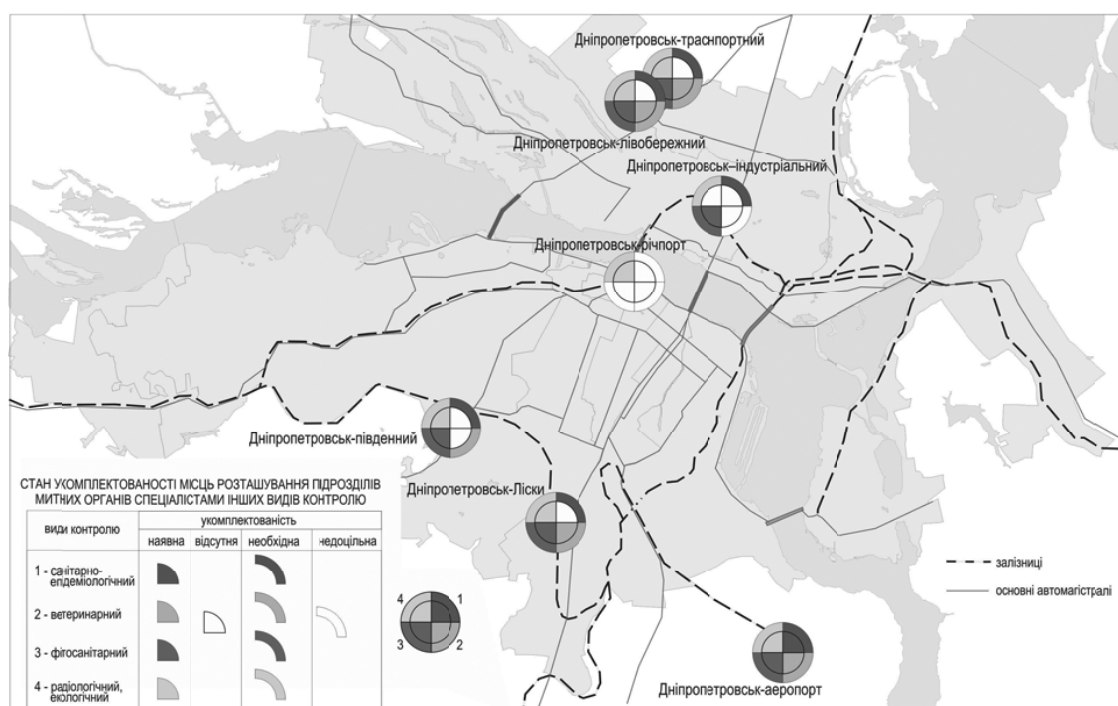 Дніпропетровськ-траспортний
Дніпропетровськ-лівобережний
Дніпропетровськ–індустріальний
Дніпропетровськ-річпорт
Дніпропетровськ-південний
Дніпропетровськ-Ліски
Дніпропетровськ-аеропорт
СТАН УКОМПЛЕКТОВАНОСТІ МІСЦЬ РОЗТАШУВАННЯ ПІДРОЗДІЛІВ
МИТНИХ ОРГАНІВ СПЕЦІАЛІСТАМИ ІНШИХ ВИДІВ КОНТРОЛЮ
види контролю
укомплектованість
наявна відсутня необхідна недоцільна
1 - санітарно-
епдеміологічний
2 - ветеринарний
3 - фітосанітарний
4 - радіологічний,
екологічний
4 1
3 2
залізниці
основні автомагістралі